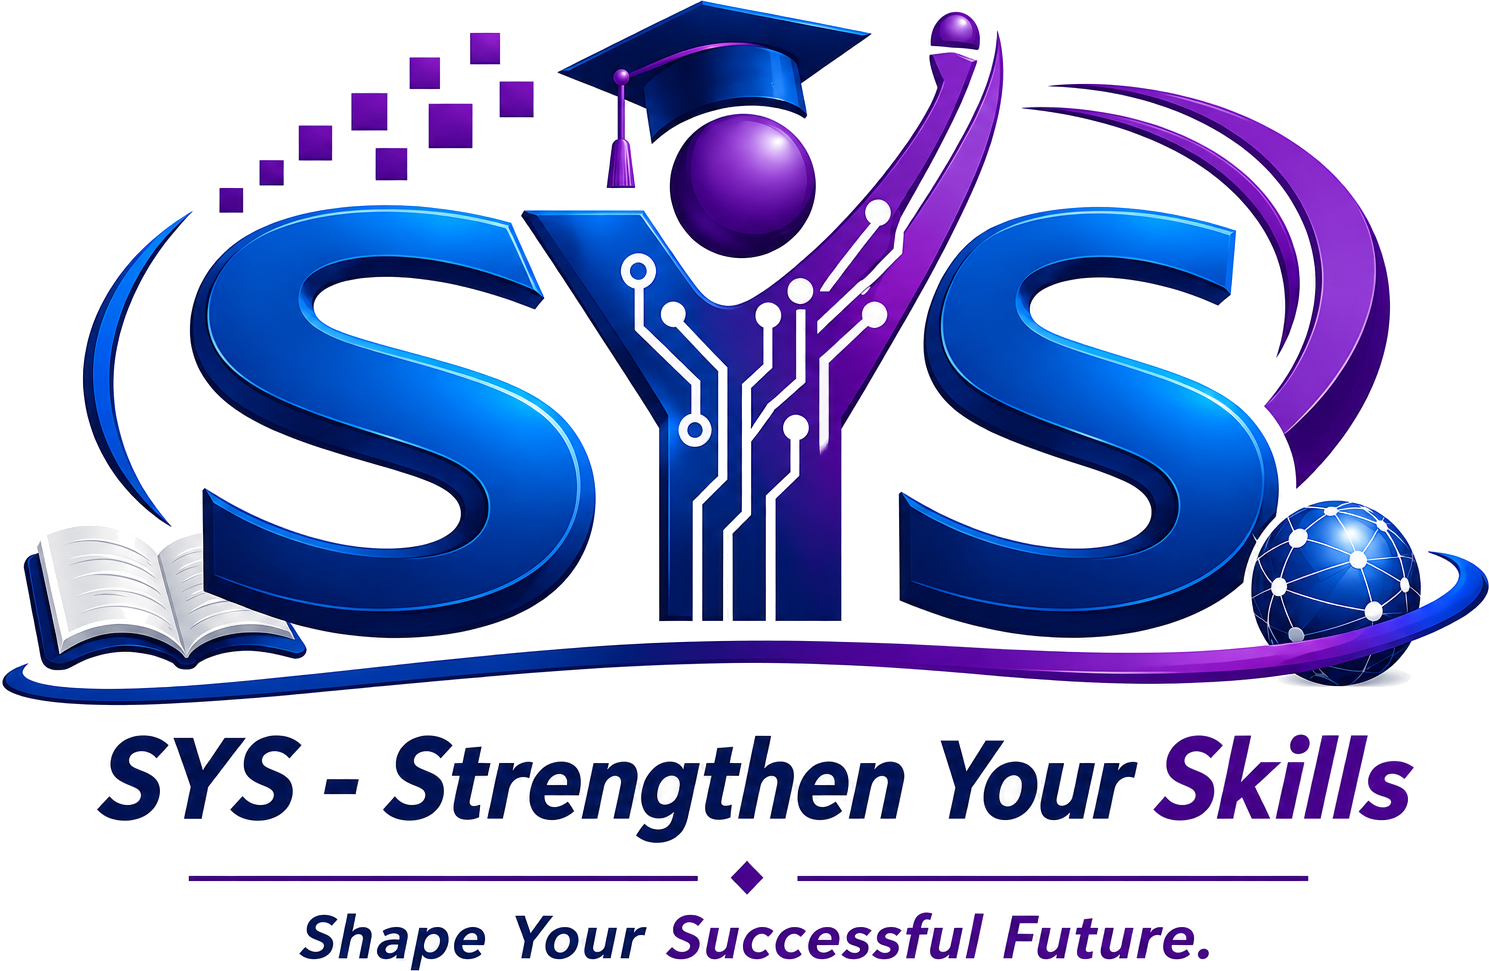 SYS
SYS - Strengthen Your Skills
Shape Your Successful Future.